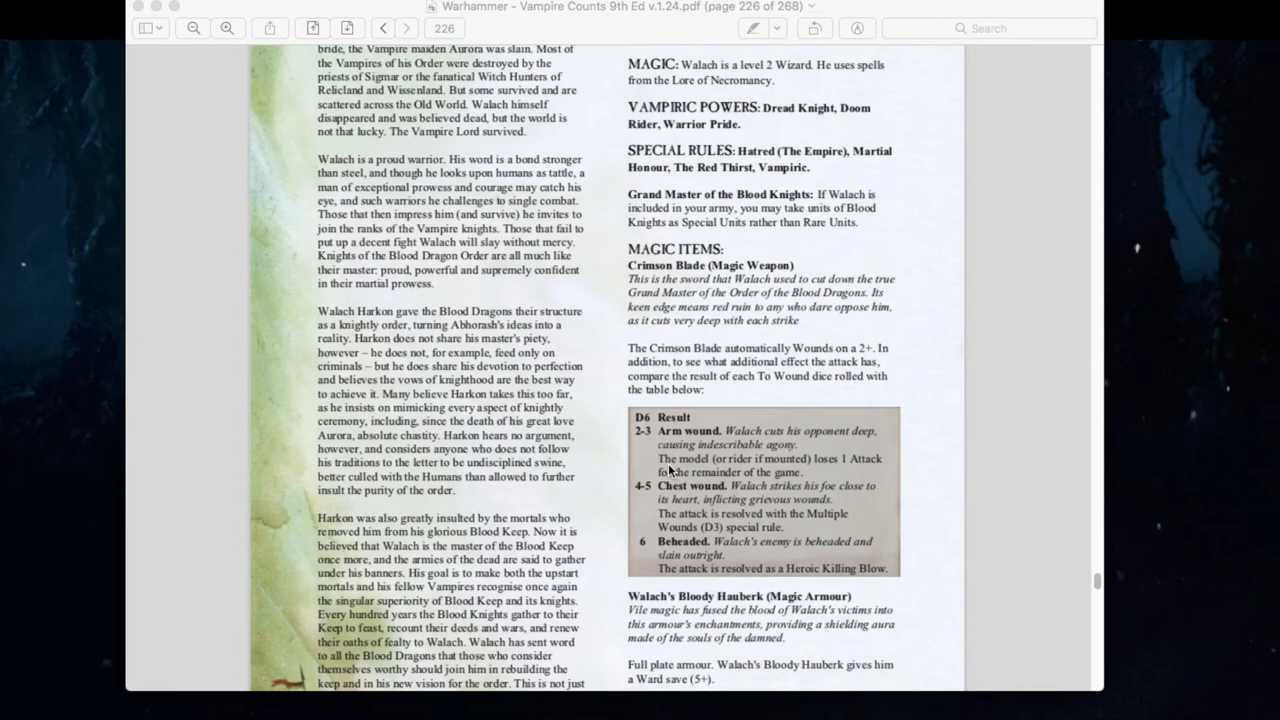 Warhammer - Vampire Counts 9th Ed v.1.24.pdf (page 226 of 268)
226
Search
bride, the Vampire maiden Aurora was slain. Most of
the Vampires of his Order were destroyed by the
priests of Sigmar or the fanatical Witch Hunters of
Relicland and Wissenland. But some survived and are
scattered across the Old World. Walach himself
disappeared and was believed dead, but the world is
not that lucky. The Vampire Lord survived.
Walach is a proud warrior. His word is a bond stronger
than steel, and though he looks upon humans as tattle, a
man of exceptional prowess and courage may catch his
eye, and such warriors he challenges to single combat.
Those that then impress him (and survive) he invites to
join the ranks of the Vampire knights. Those that fail to
put up a decent fight Walach will slay without mercy.
Knights of the Blood Dragon Order are all much like
their master: proud, powerful and supremely confident
in their martial prowess.
Walach Harkon gave the Blood Dragons their structure
as a knightly order, turning Abhorash's ideas into a
reality. Harkon does not share his master's piety,
however – he does not, for example, feed only on
criminals – but he does share his devotion to perfection
and believes the vows of knighthood are the best way
to achieve it. Many believe Harkon takes this too far,
as he insists on mimicking every aspect of knightly
ceremony, including, since the death of his great love
Aurora, absolute chastity. Harkon hears no argument,
however, and considers anyone who does not follow
his traditions to the letter to be undisciplined swine,
better culled with the Humans than allowed to further
insult the purity of the order.
Harkon was also greatly insulted by the mortals who
removed him from his glorious Blood Keep. Now it is
believed that Walach is the master of the Blood Keep
once more, and the armies of the dead are said to gather
under his banners. His goal is to make both the upstart
mortals and his fellow Vampires recognise once again
the singular superiority of Blood Keep and its knights.
Every hundred years the Blood Knights gather to their
Keep to feast, recount their deeds and wars, and renew
their oaths of fealty to Walach. Walach has sent word
to all the Blood Dragons that those who consider
themselves worthy should join him in rebuilding the
keep and in his new vision for the order. This is not just
MAGIC: Walach is a level 2 Wizard. He uses spells
from the Lore of Necromancy.
VAMPIRIC POWERS: Dread Knight, Doom
Rider, Warrior Pride.
SPECIAL RULES: Hatred (The Empire), Martial
Honour, The Red Thirst, Vampiric.
Grand Master of the Blood Knights: If Walach is
included in your army, you may take units of Blood
Knights as Special Units rather than Rare Units.
MAGIC ITEMS:
Crimson Blade (Magic Weapon)
This is the sword that Walach used to cut down the true
Grand Master of the Order of the Blood Dragons. Its
keen edge means red ruin to any who dare oppose him,
as it cuts very deep with each strike
The Crimson Blade automatically Wounds on a 2+. In
addition, to see what additional effect the attack has,
compare the result of each To Wound dice rolled with
the table below:
D6 Result
2-3 Arm wound. Walach cuts his opponent deep,
causing indescribable agony.
The model (or rider if mounted) loses 1 Attack
the remainder of the game.
4-5 Chest wound. Walach strikes his foe close to
its heart, inflicting grievous wounds.
The attack is resolved with the Multiple
Wounds (D3) special rule.
6 Beheaded. Walach's enemy is beheaded and
slain outright.
The attack is resolved as a Heroic Killing Blow.
Walach's Bloody Hauberk (Magic Armour)
Vile magic has fused the blood of Walach's victims into
this armour's enchantments, providing a shielding aura
made of the souls of the damned.
Full plate armour. Walach's Bloody Hauberk gives him
a Ward save (5+).